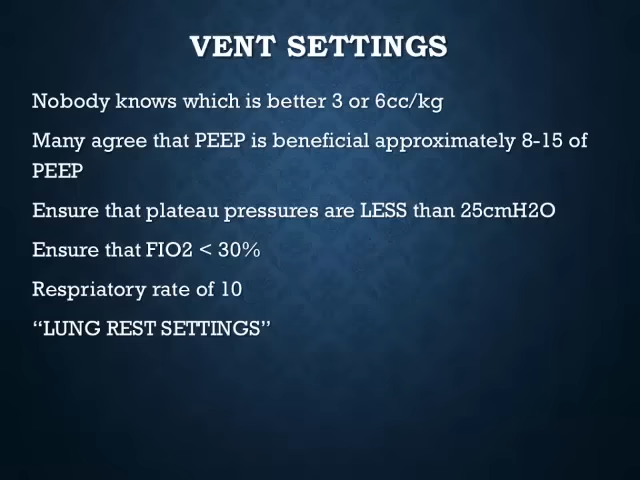 VENT SETTINGS
Nobody knows which is better 3 or 6cc/kg
Many agree that PEEP is beneficial approximately 8-15 of
PEEP
Ensure that plateau pressures are LESS than 25cmH2O
Ensure that FIO2 < 30%
Respriatory rate of 10
“LUNG REST SETTINGS”